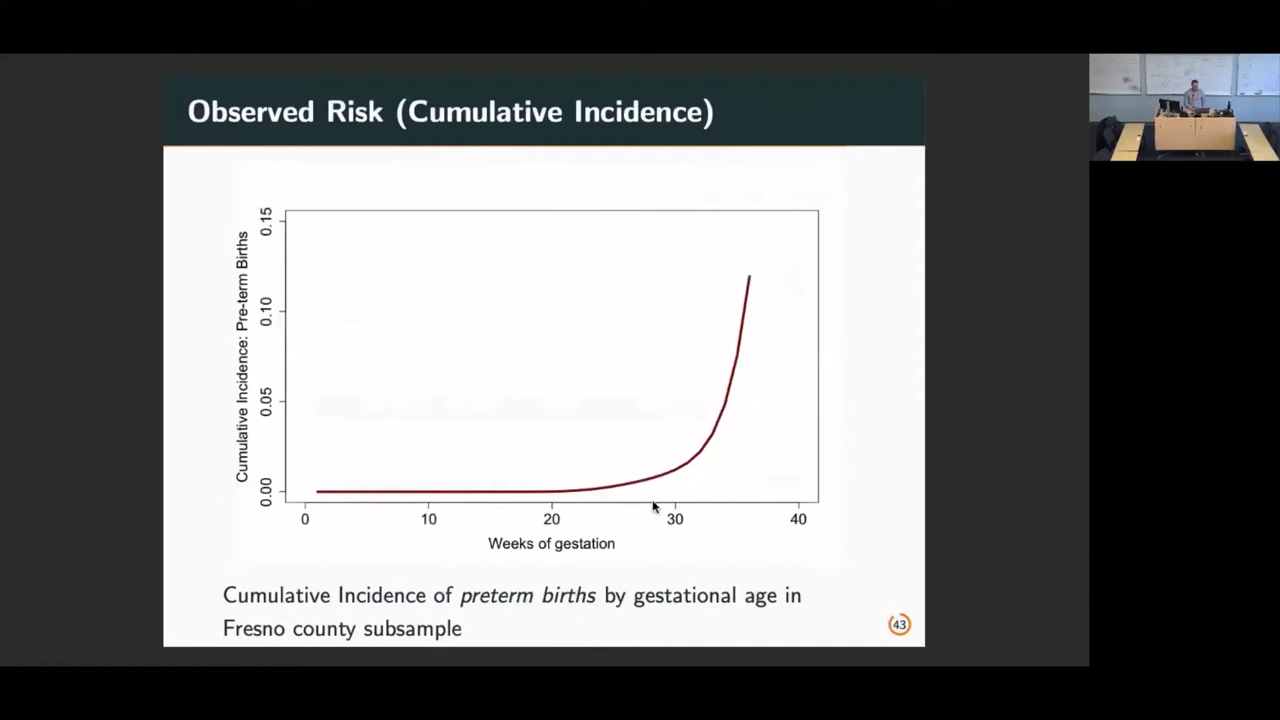 Observed Risk (Cumulative Incidence)
Cumulative Incidence: Pre-term Births
0.15
0.10
0.05
0.00
0 10 20 30 40
Weeks of gestation
Cumulative Incidence of preterm births by gestational age in
Fresno county subsample
43